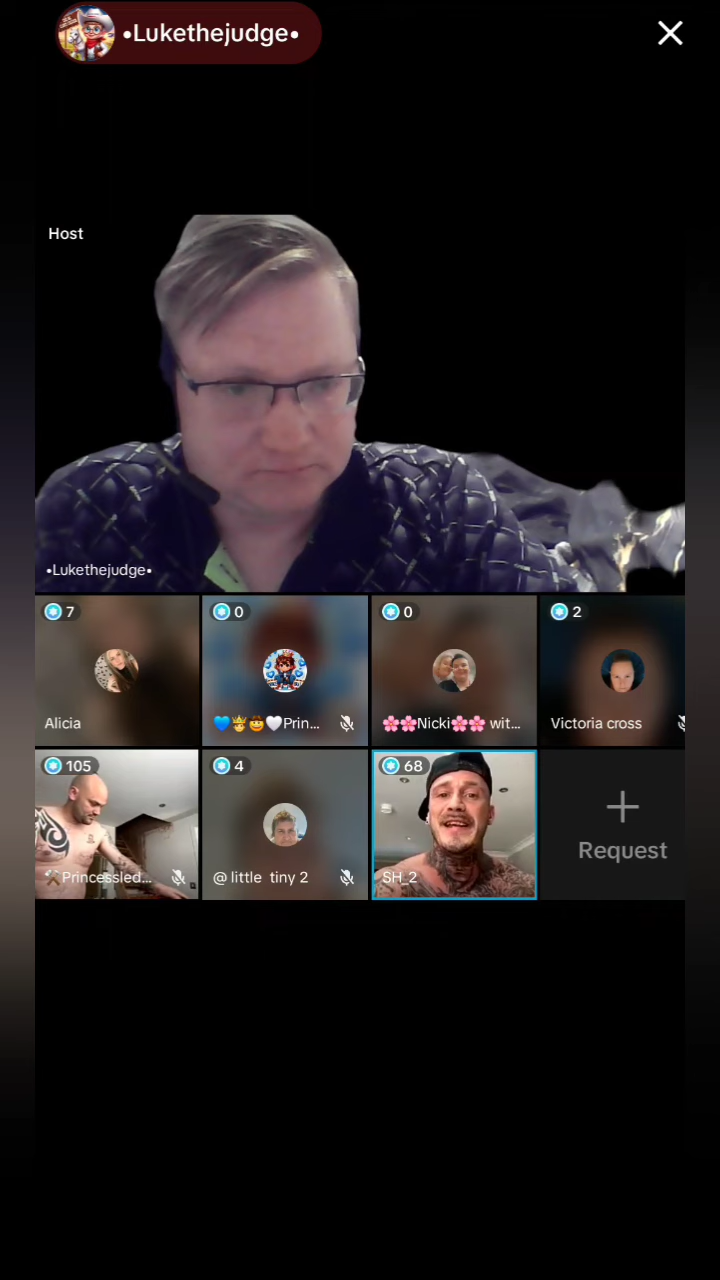 •Lukethejudge•
Host
•Lukethejudge•
7
0
0
2
Alicia
💙🤴🤠🤍Prin...
🌸🌸Nicki🌸🌸 wit...
Victoria cross
105
4
68
Princessled...
@ little tiny 2
SH_2
Request